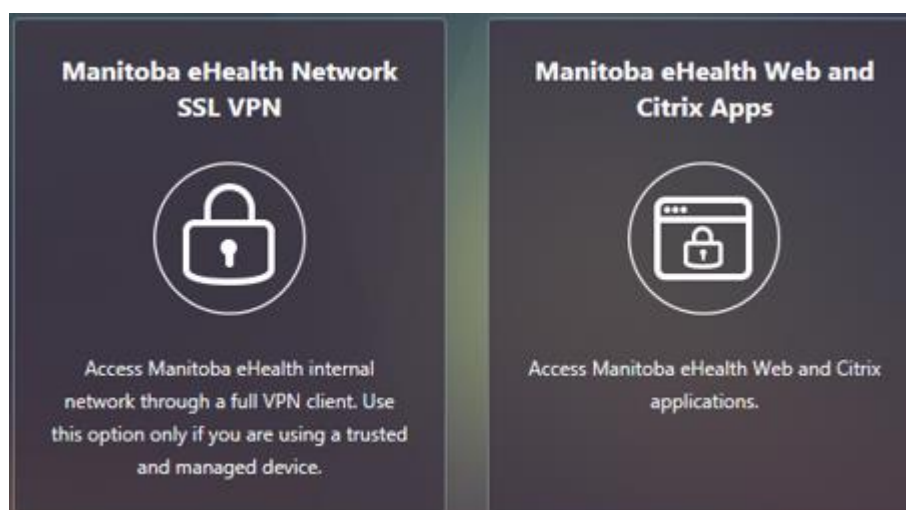 Manitoba eHealth Network
SSL VPN
Access Manitoba eHealth internal
network through a full VPN client. Use
this option only if you are using a trusted
and managed device.
Manitoba eHealth Web and
Citrix Apps
Access Manitoba eHealth Web and Citrix
applications.